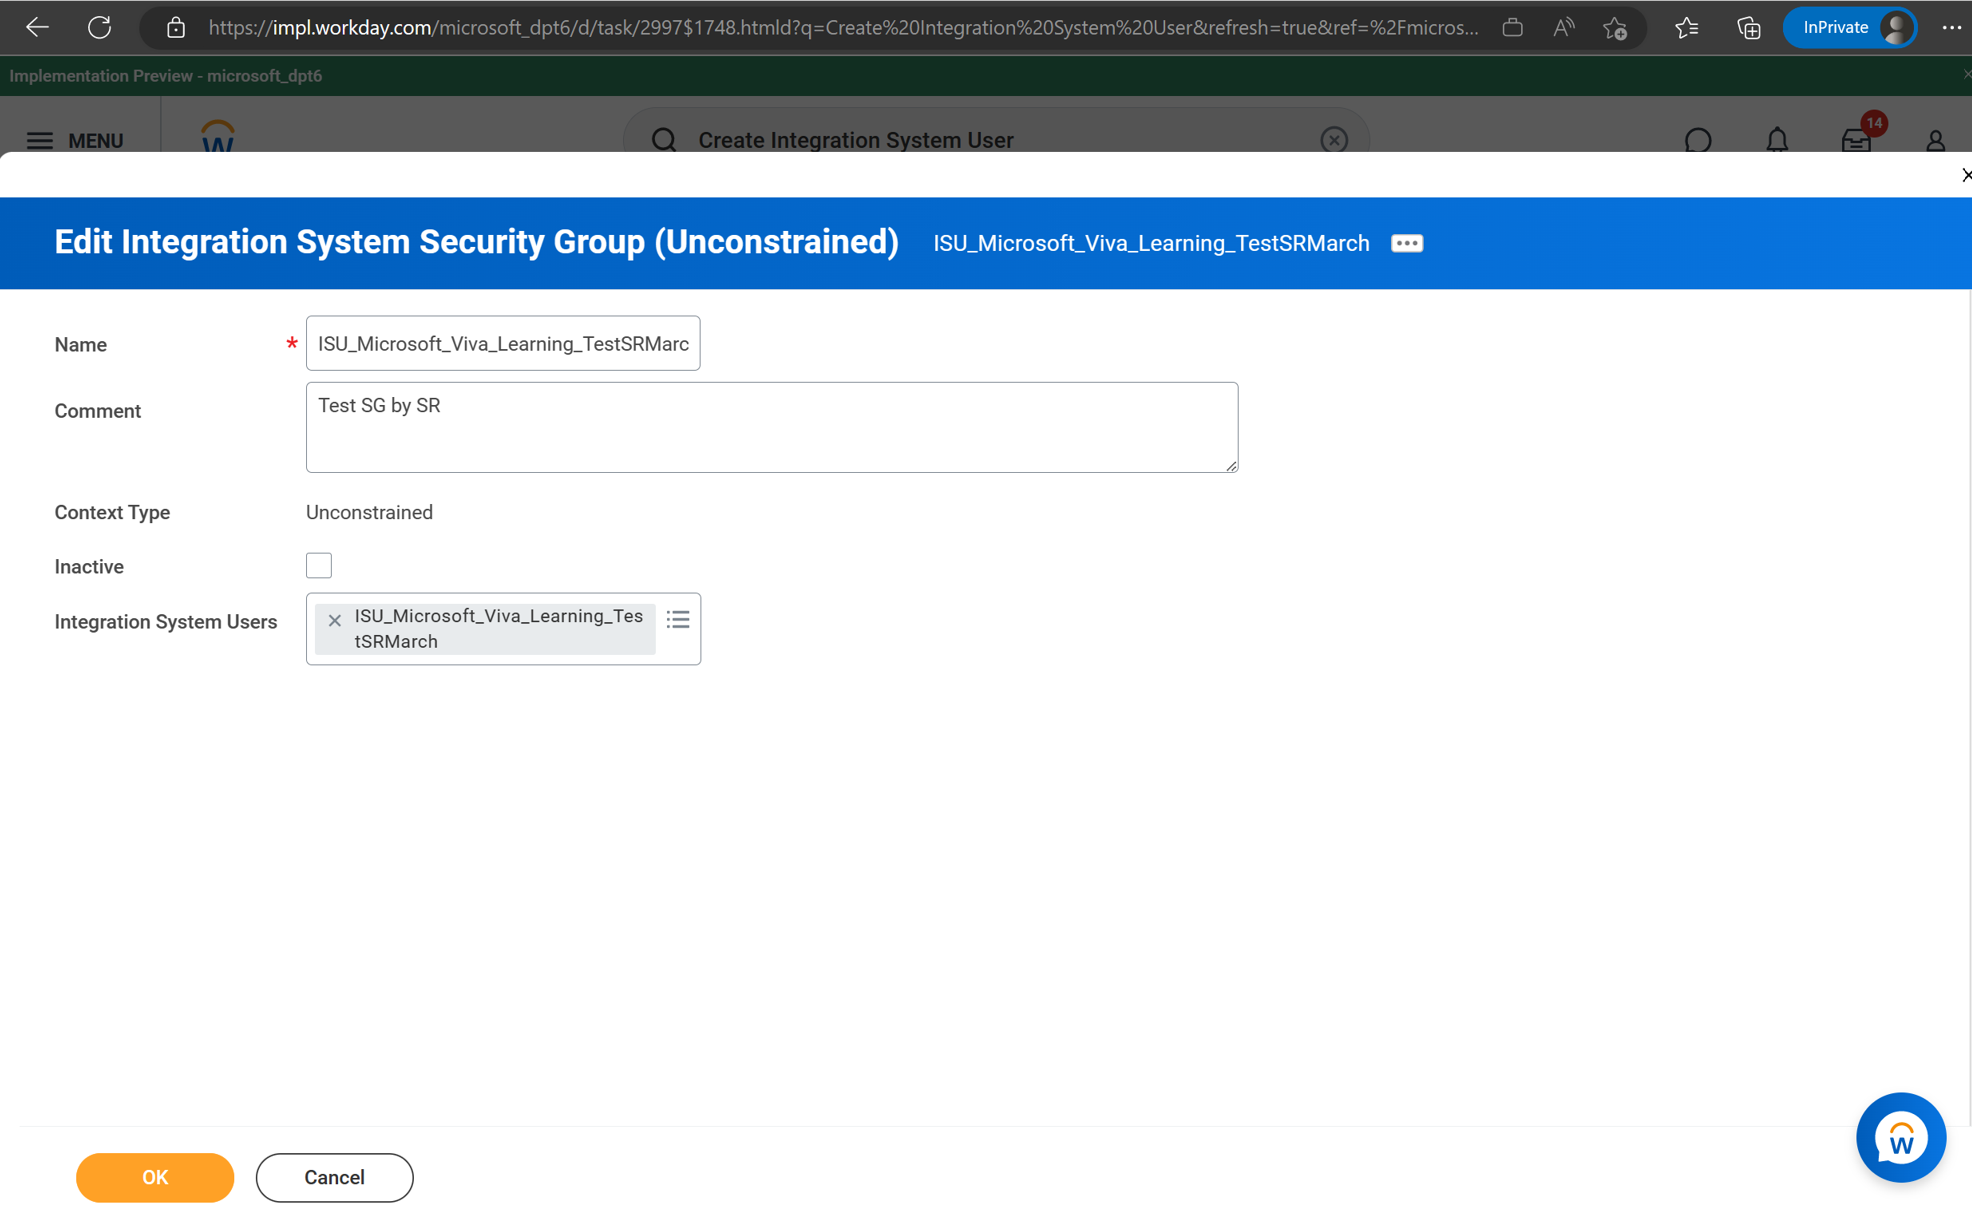 https://impl.workday.com/microsoft_dpt6/d/task/2997$1748.htmld?q=Create%20Integration%20System%20User&refresh=true&ref=%2Fmicros...
InPrivate
Implementation Preview - microsoft_dpt6
MENU
Create Integration System User
14
Edit Integration System Security Group (Unconstrained) ISU_Microsoft_Viva_Learning_TestSRMarch
Name * ISU_Microsoft_Viva_Learning_TestSRMarc
Comment Test SG by SR
Context Type Unconstrained
Inactive
Integration System Users ISU_Microsoft_Viva_Learning_Tes
tSRMarch
OK Cancel